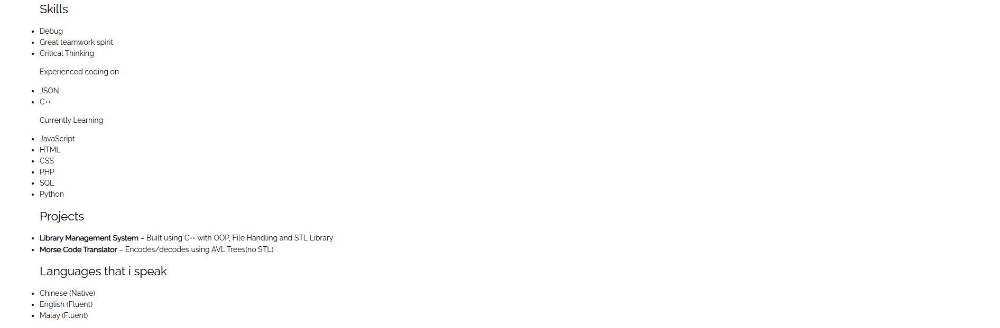 Skills
Debug
Great teamwork spirit
Critical Thinking
Experienced coding on
JSON
C++
Currently Learning
JavaScript
HTML
CSS
PHP
SQL
Python
Projects
Library Management System – Built using C++ with OOP, File Handling and STL Library
Morse Code Translator – Encodes/decodes using AVL Trees(no STL)
Languages that i speak
Chinese (Native)
English (Fluent)
Malay (Fluent)